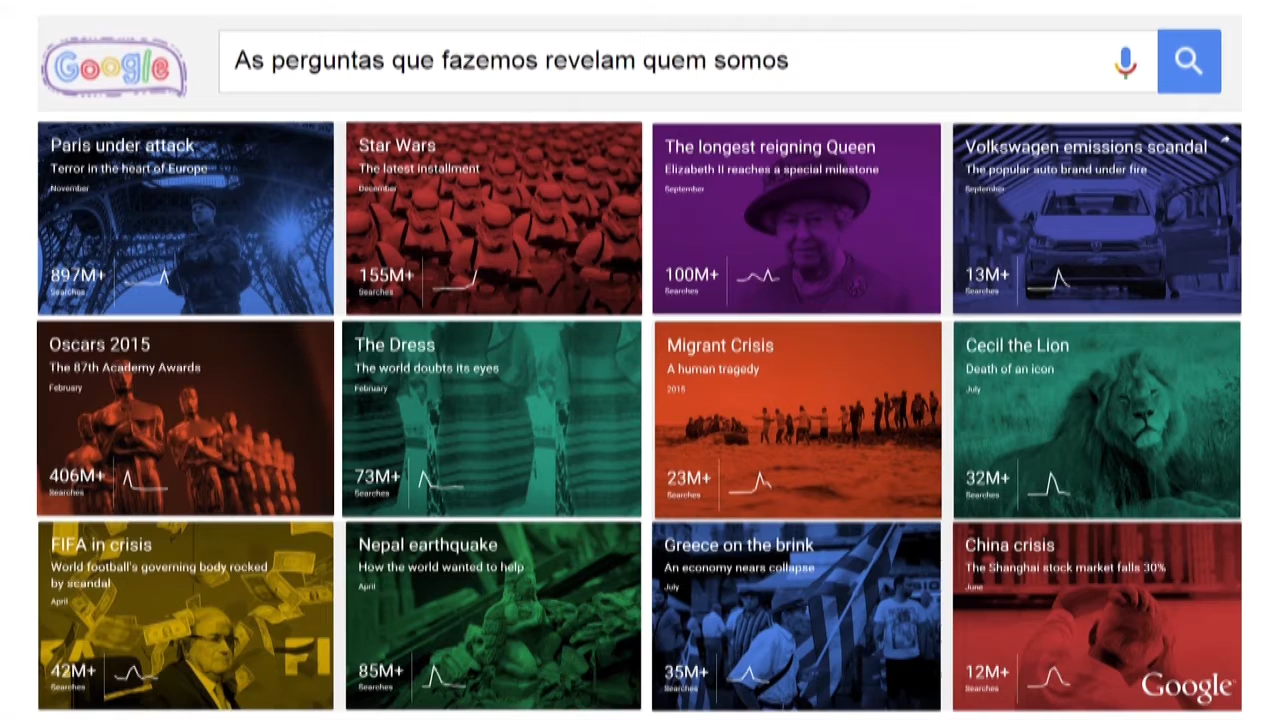 Google
As perguntas que fazemos revelam quem somos
Paris under attack
Terror in the heart of Europe
November
897M+
Searches
Star Wars
The latest installment
December
155M+
Searches
The longest reigning Queen
Elizabeth II reaches a special milestone
September
100M+
Searches
Volkswagen emissions scandal
The popular auto brand under fire
September
13M+
Searches
Oscars 2015
The 87th Academy Awards
February
406M+
Searches
The Dress
The world doubts its eyes
February
73M+
Searches
Migrant Crisis
A human tragedy
2015
23M+
Searches
Cecil the Lion
Death of an icon
July
32M+
Searches
FIFA in crisis
World football's governing body rocked
by scandal
April
FI
42M+
Searches
Nepal earthquake
How the world wanted to help
April
85M+
Searches
Greece on the brink
An economy nears collapse
July
35M+
Searches
China crisis
The Shanghai stock market falls 30%
June
12M+
Searches
Google